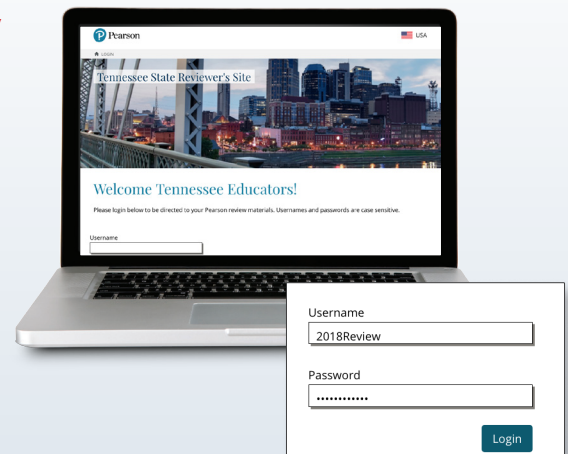 Pearson
USA
LOGIN
Tennessee State Reviewer's Site
Welcome Tennessee Educators!
Please login below to be directed to your Pearson review materials. Usernames and passwords are case sensitive.
Username
Username
2018Review
Password
••••••••••••
Login